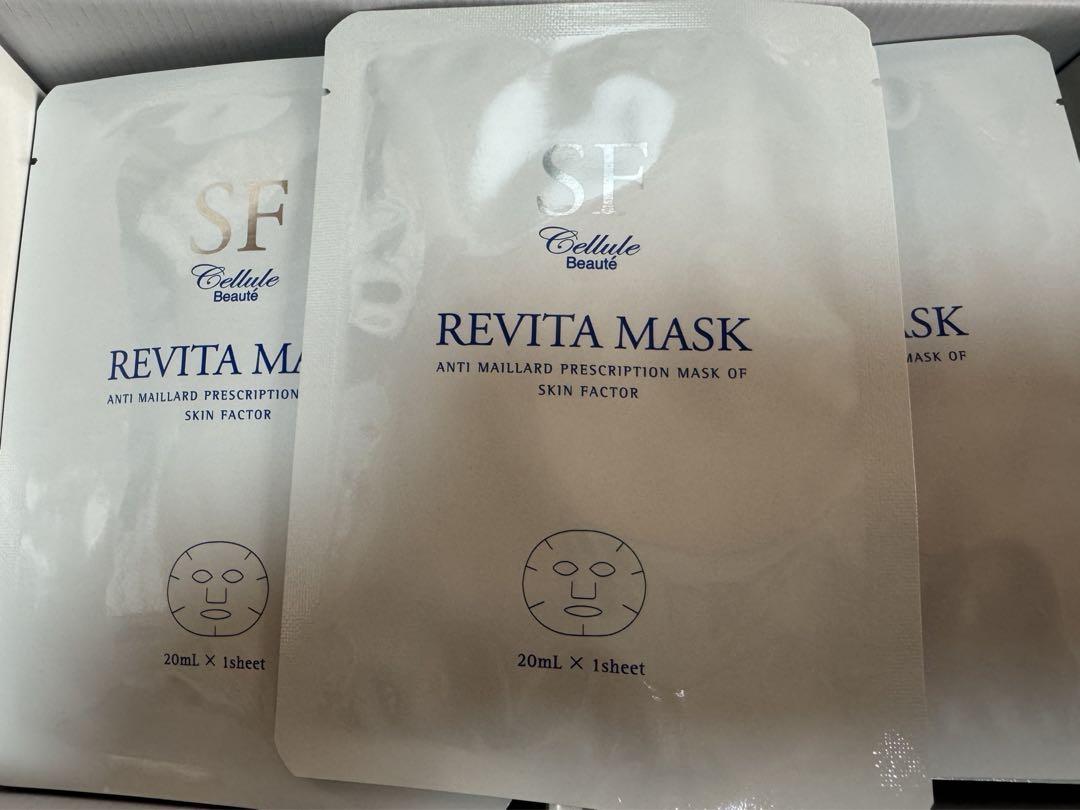 SF
Cellule
Beauté
REVITA MA
ANTI MAILLARD PRESCRIPTION
SKIN FACTOR
20mL × 1sheet
SF
Cellule
Beauté
REVITA MASK
ANTI MAILLARD PRESCRIPTION MASK OF
SKIN FACTOR
20mL × 1sheet
ASK
MASK OF